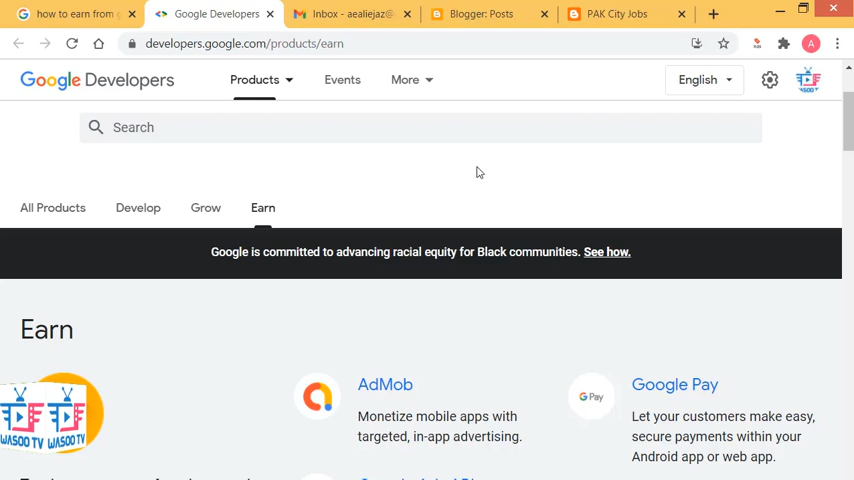 how to earn from g
Google Developers
Inbox - aealiejaz@
Blogger: Posts
PAK City Jobs
developers.google.com/products/earn
A
Google Developers
Products
Events
More
English
WASOO TV
Search
All Products
Develop
Grow
Earn
Google is committed to advancing racial equity for Black communities. See how.
Earn
AdMob
Monetize mobile apps with
targeted, in-app advertising.
G Pay
Google Pay
Let your customers make easy,
secure payments within your
Android app or web app.
WASOO TV WASOO TV